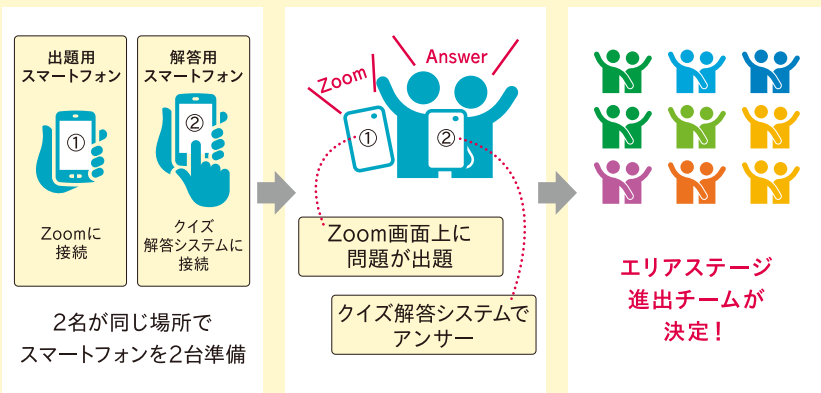 出題用
スマートフォン
①
Zoomに
接続
解答用
スマートフォン
②
クイズ
解答システムに
接続
2名が同じ場所で
スマートフォンを2台準備
Zoom
Answer
①
②
Zoom画面上に
問題が出題
クイズ解答システムで
アンサー
エリアステージ
進出チームが
決定！